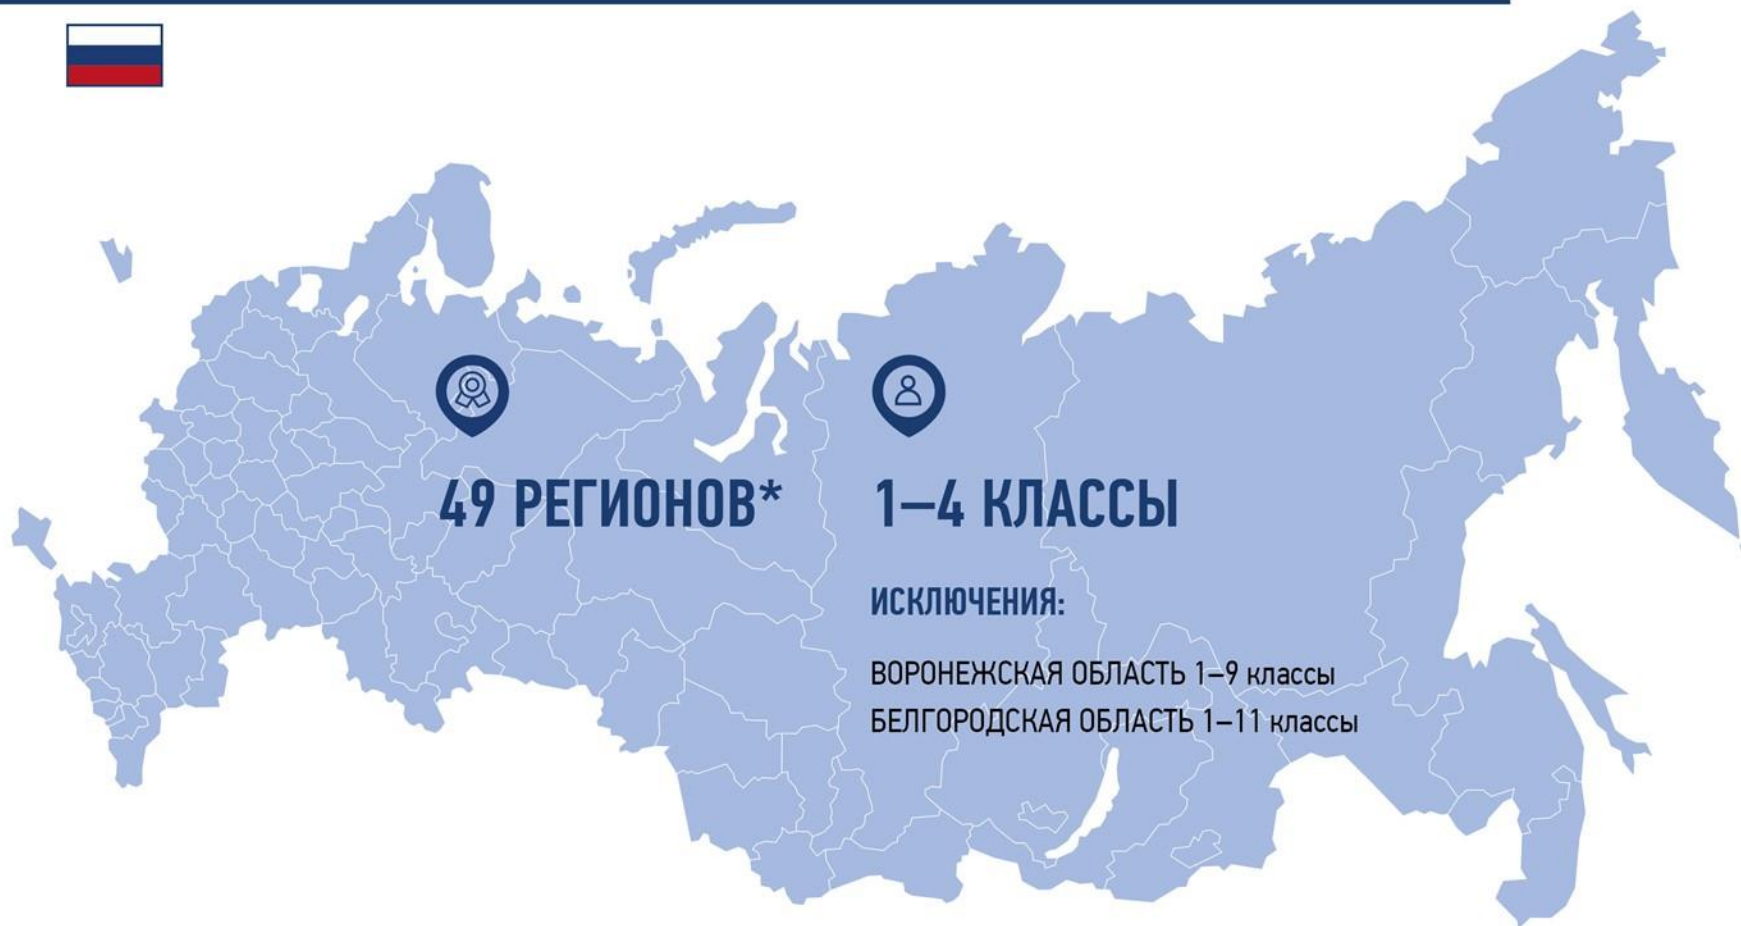 49 РЕГИОНОВ*
1–4 КЛАССЫ
ИСКЛЮЧЕНИЯ:
ВОРОНЕЖСКАЯ ОБЛАСТЬ 1–9 классы
БЕЛГОРОДСКАЯ ОБЛАСТЬ 1–11 классы